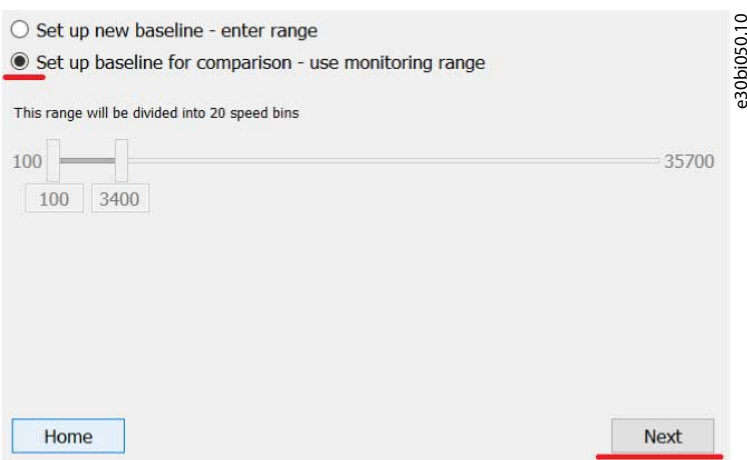 Set up new baseline - enter range
Set up baseline for comparison - use monitoring range
This range will be divided into 20 speed bins
100 35700
100 3400
Home Next
e30bi050.10